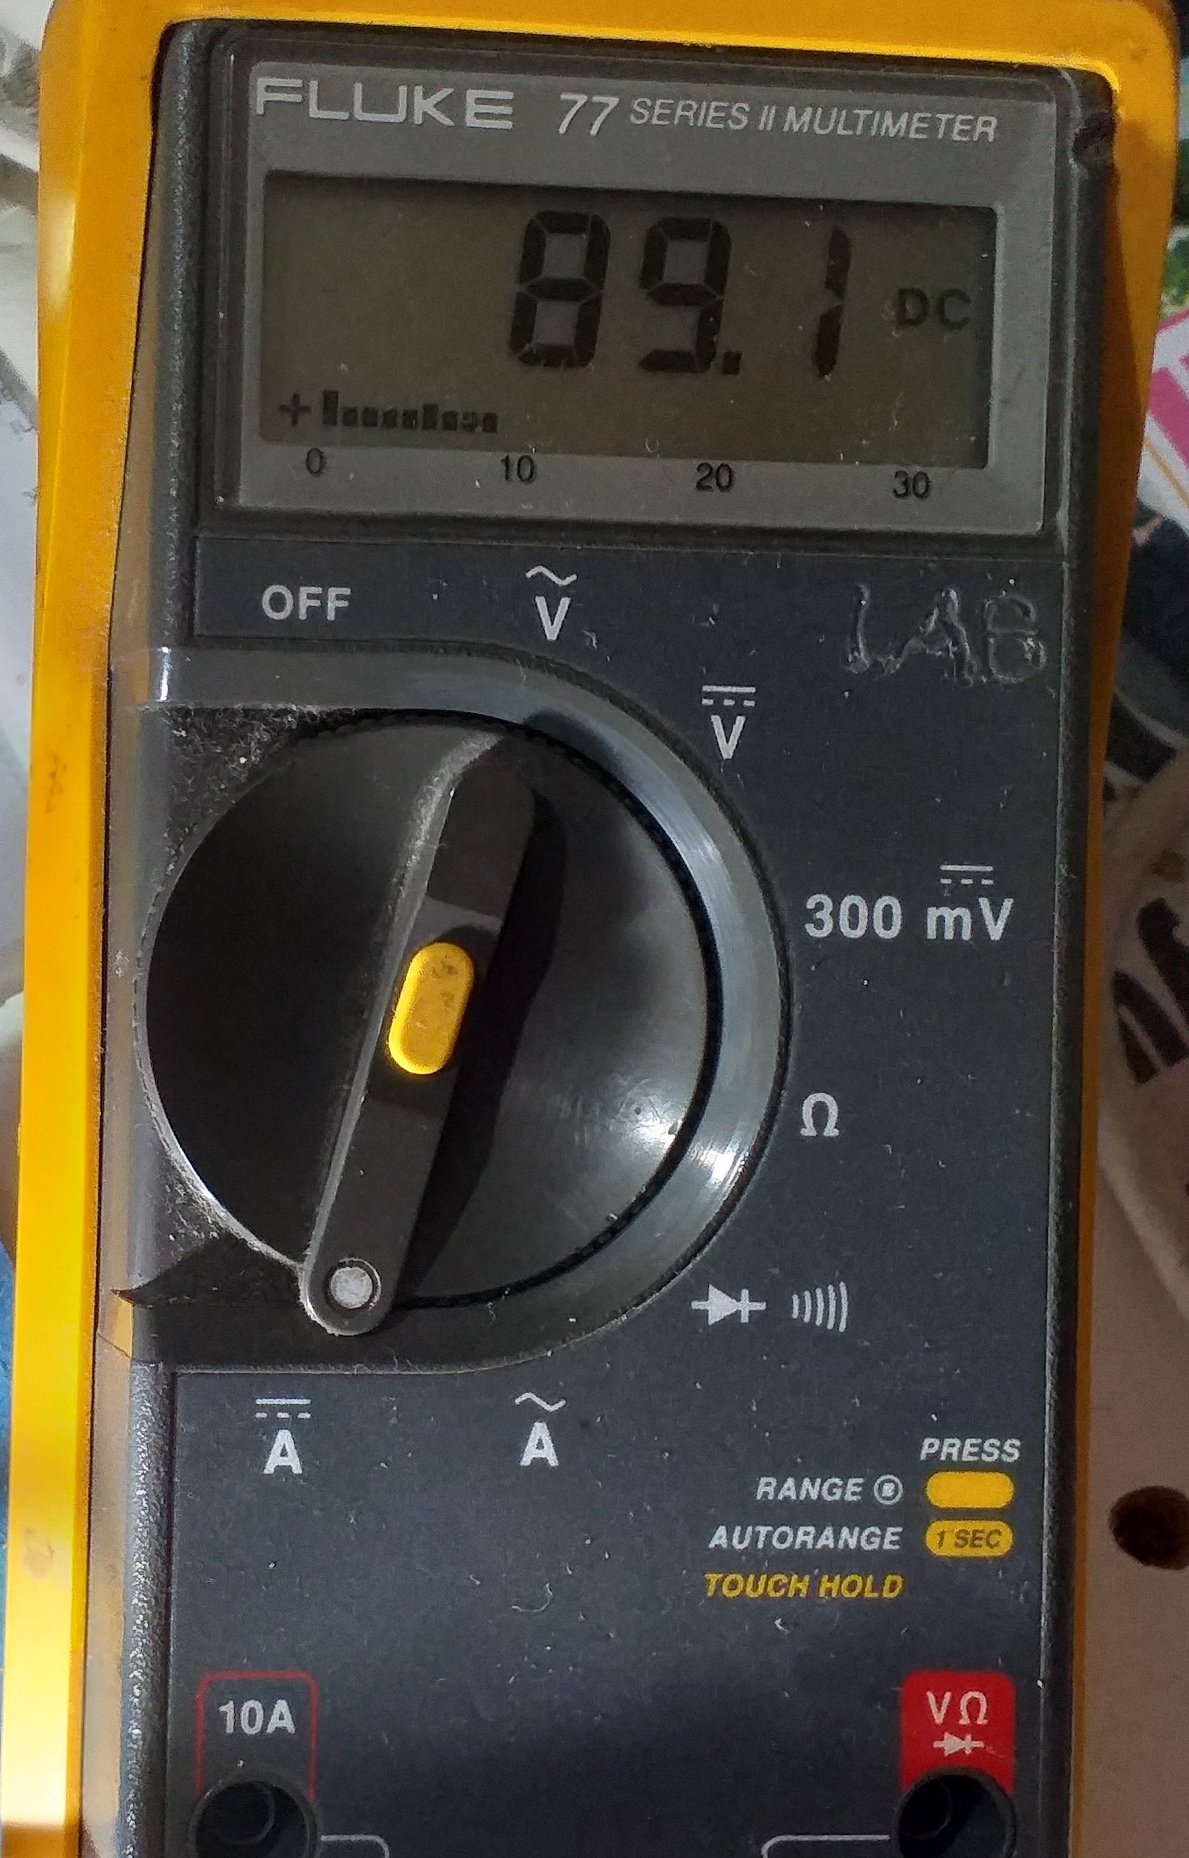 FLUKE 77 SERIES II MULTIMETER
89.1 DC
+
0 10 20 30
OFF
V
LAB
V
300 mV
Ω
A
A
PRESS
RANGE R
AUTORANGE 1 SEC
TOUCH HOLD
10A
VΩ